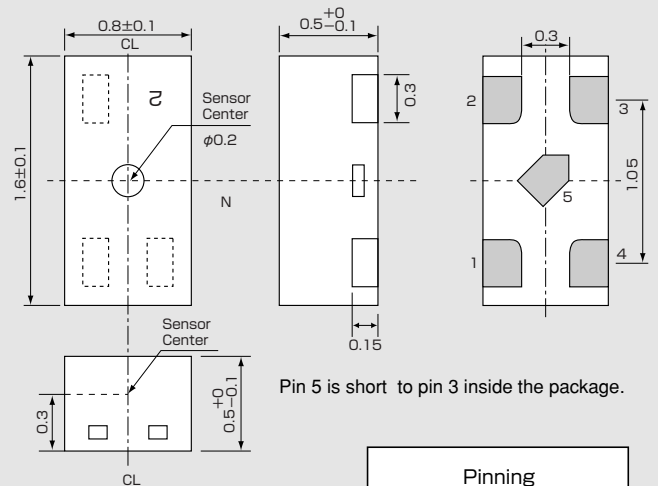 0.8±0.1
CL
+0
0.5−0.1
0.3
Sensor
Center
φ0.2
1.6±0.1
N
0.3
2
3
1.05
5
1
4
0.15
Sensor
Center
0.3
+0
0.5−0.1
CL
Pin 5 is short to pin 3 inside the package.
Pinning